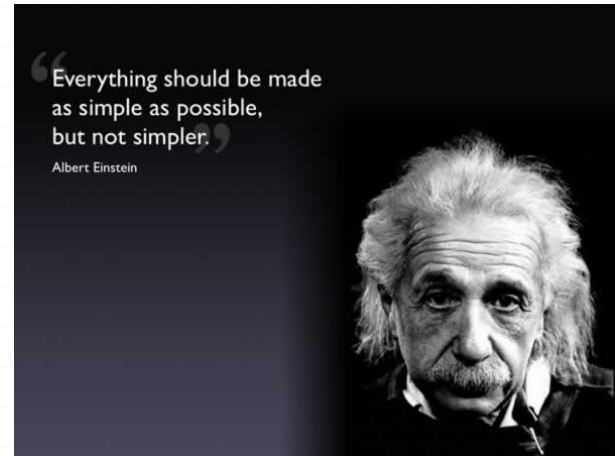 “Everything should be made
as simple as possible,
but not simpler.”
Albert Einstein